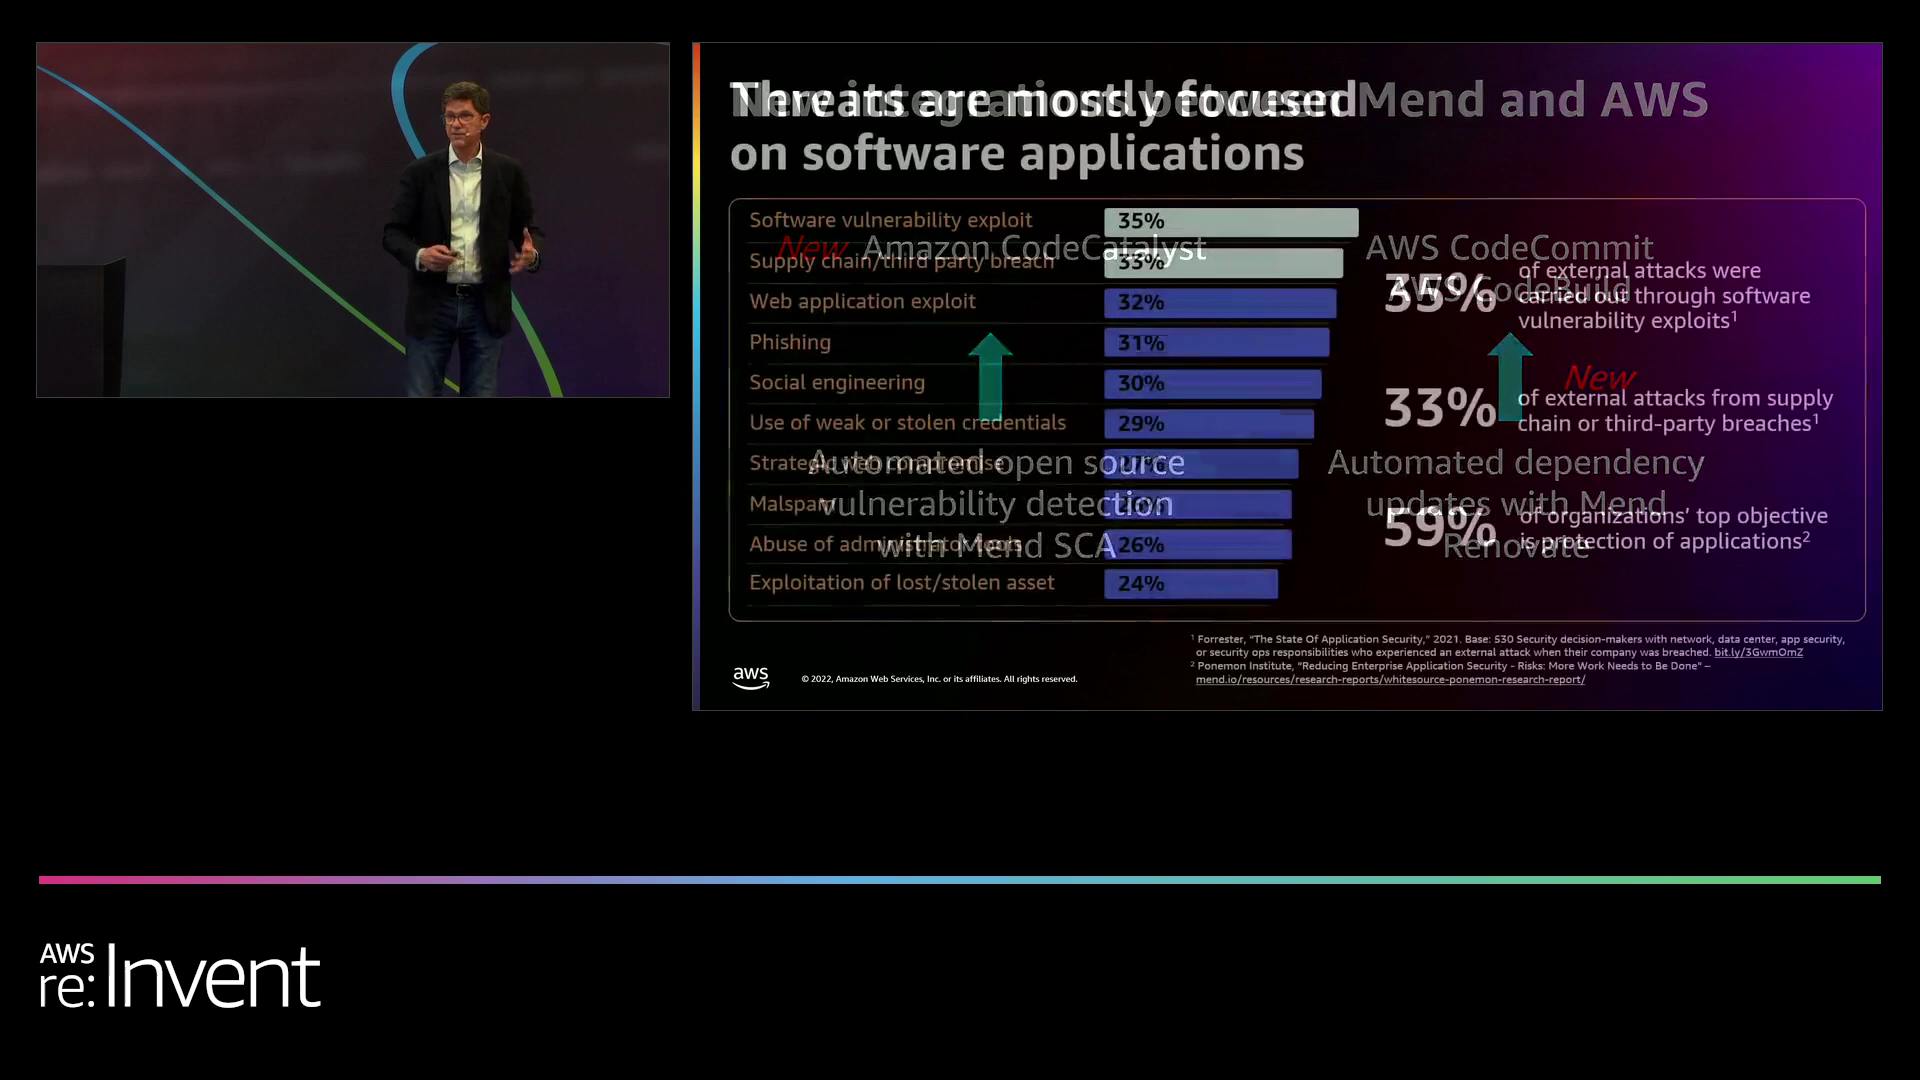 Threats are mostly focused
on software applications
New integrations between Mend and AWS
Software vulnerability exploit 35%
Supply chain/third party breach 33%
Web application exploit 32%
Phishing 31%
Social engineering 30%
Use of weak or stolen credentials 29%
Strategic web compromise
Malspam
Abuse of administrator tools 26%
Exploitation of lost/stolen asset 24%
35% of external attacks were
carried out through software
vulnerability exploits¹
33% of external attacks from supply
chain or third-party breaches¹
59% of organizations’ top objective
is protection of applications²
New Amazon CodeCatalyst
Automated open source
vulnerability detection
with Mend SCA
AWS CodeCommit
AWS CodeBuild
New
Automated dependency
updates with Mend
Renovate
¹ Forrester, "The State Of Application Security," 2021. Base: 530 Security decision-makers with network, data center, app security,
or security ops responsibilities who experienced an external attack when their company was breached. bit.ly/3GwmOmZ
² Ponemon Institute, "Reducing Enterprise Application Security - Risks: More Work Needs to Be Done" –
mend.io/resources/research-reports/whitesource-ponemon-research-report/
aws
© 2022, Amazon Web Services, Inc. or its affiliates. All rights reserved.
AWS
re:Invent